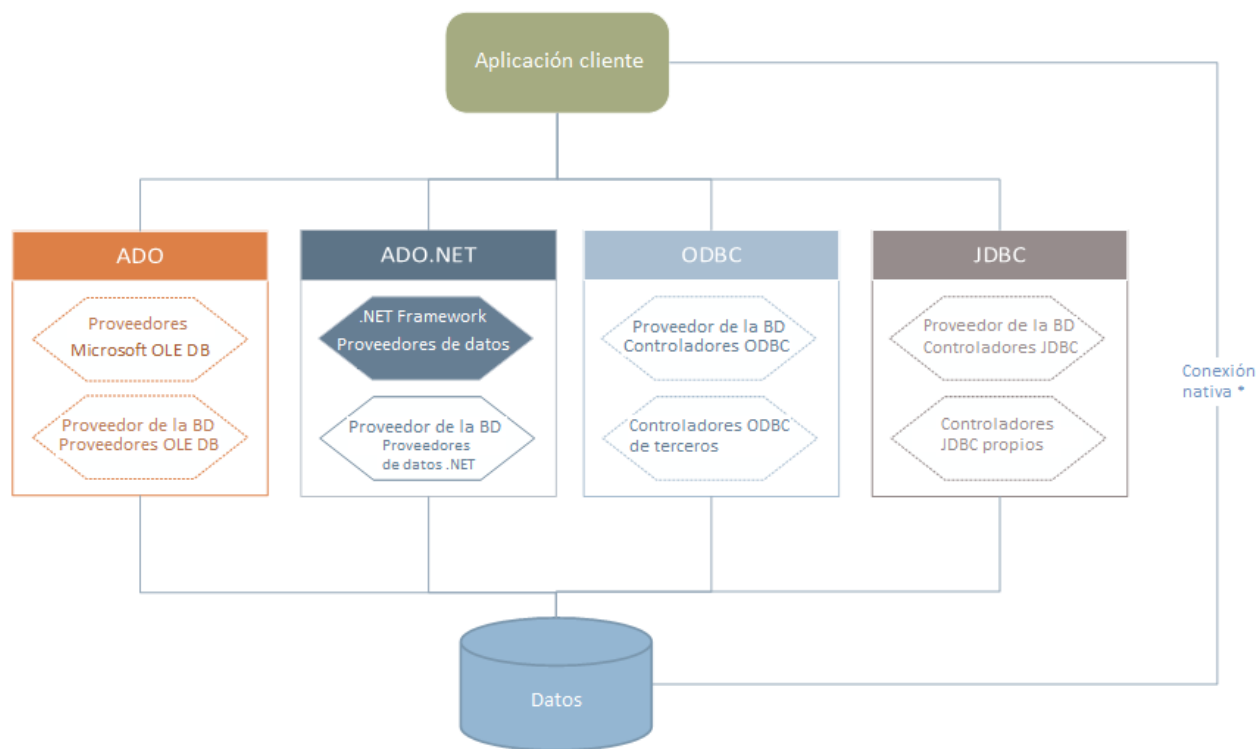 Aplicación cliente
ADO
Proveedores
Microsoft OLE DB
Proveedor de la BD
Proveedores OLE DB
ADO.NET
.NET Framework
Proveedores de datos
Proveedor de la BD
Proveedores
de datos .NET
ODBC
Proveedor de la BD
Controladores ODBC
Controladores ODBC
de terceros
JDBC
Proveedor de la BD
Controladores JDBC
Controladores
JDBC propios
Conexión
nativa *
Datos